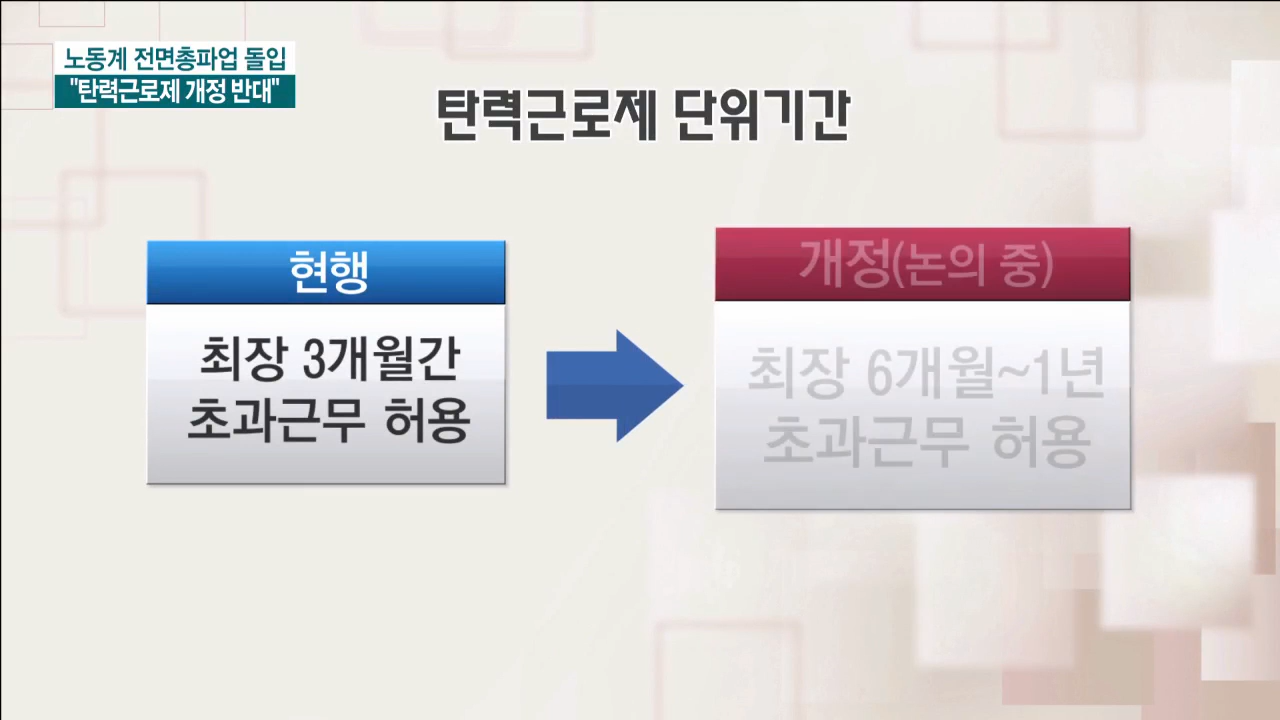 노동계 전면총파업 돌입
"탄력근로제 개정 반대"
탄력근로제 단위기간
현행
최장 3개월간
초과근무 허용
개정(논의 중)
최장 6개월~1년
초과근무 허용